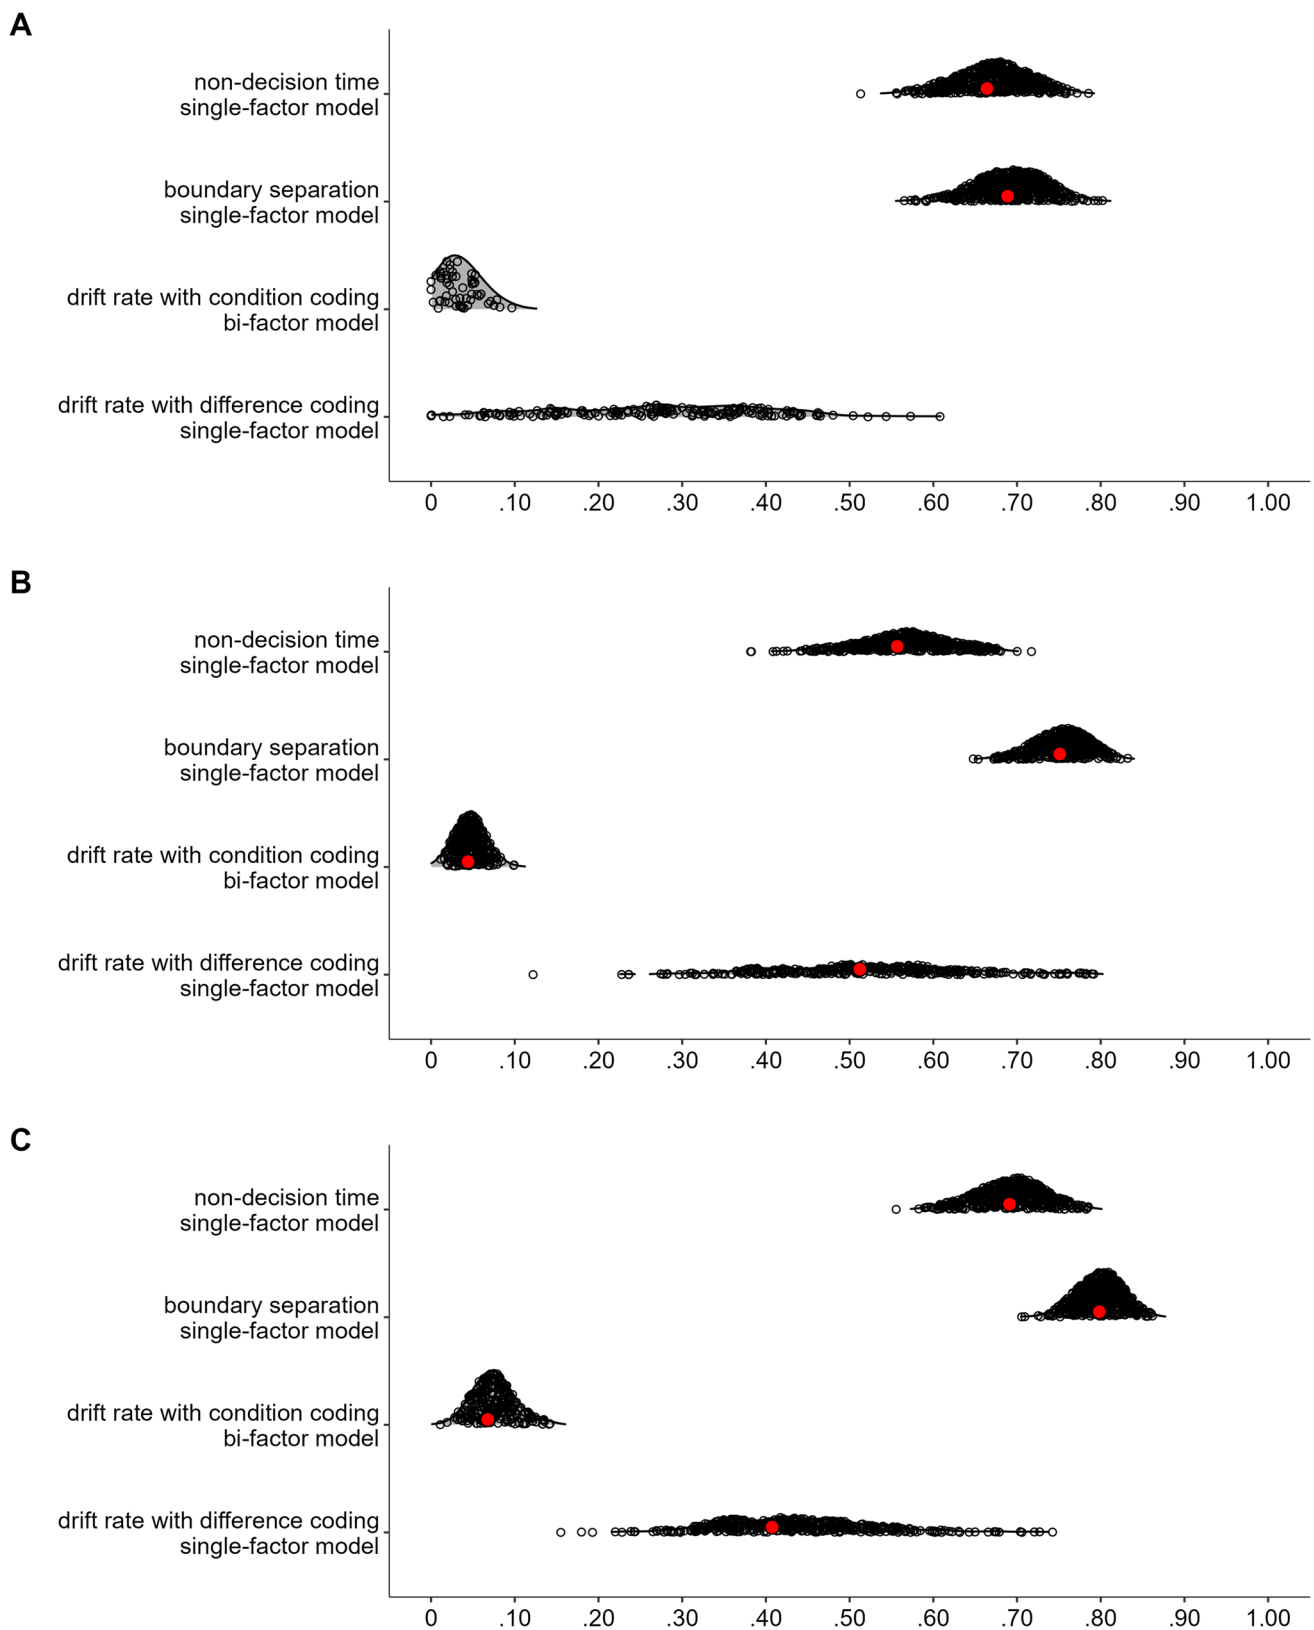 A
non-decision time
single-factor model
boundary separation
single-factor model
drift rate with condition coding
bi-factor model
drift rate with difference coding
single-factor model
0 .10 .20 .30 .40 .50 .60 .70 .80 .90 1.00
B
non-decision time
single-factor model
boundary separation
single-factor model
drift rate with condition coding
bi-factor model
drift rate with difference coding
single-factor model
0 .10 .20 .30 .40 .50 .60 .70 .80 .90 1.00
C
non-decision time
single-factor model
boundary separation
single-factor model
drift rate with condition coding
bi-factor model
drift rate with difference coding
single-factor model
0 .10 .20 .30 .40 .50 .60 .70 .80 .90 1.00